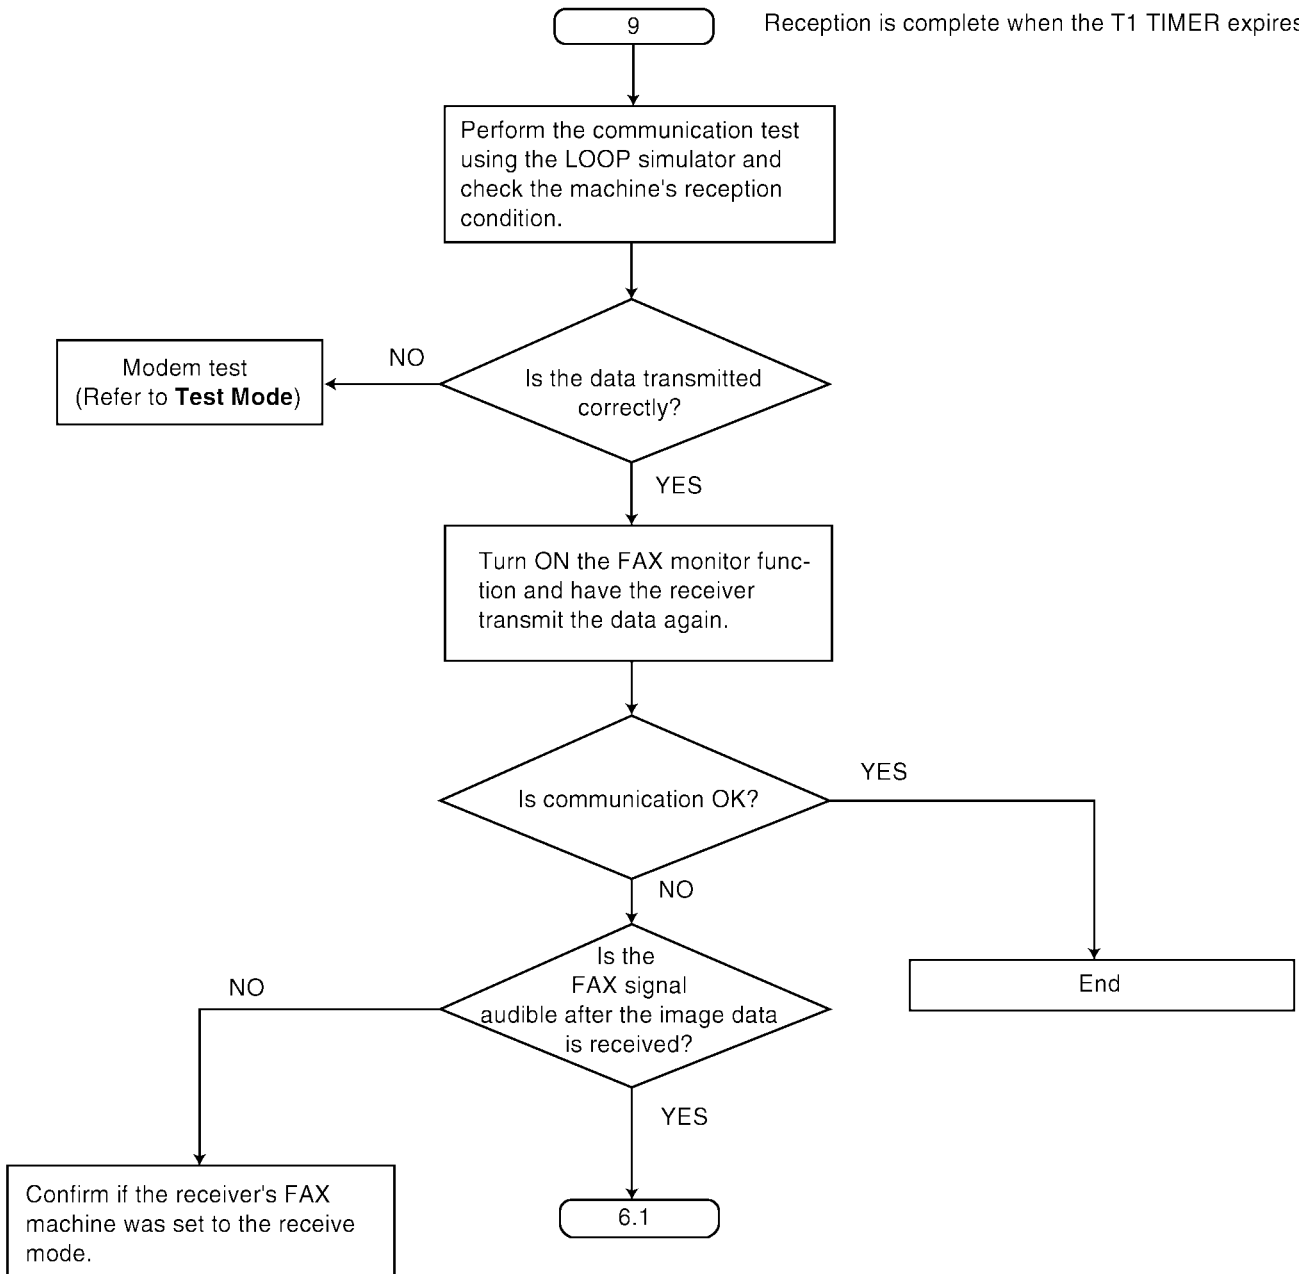 9
Reception is complete when the T1 TIMER expires
Perform the communication test
using the LOOP simulator and
check the machine's reception
condition.
NO
Modem test
(Refer to Test Mode)
Is the data transmitted
correctly?
YES
Turn ON the FAX monitor func-
tion and have the receiver
transmit the data again.
YES
Is communication OK?
NO
Is the
FAX signal
audible after the image data
is received?
NO
End
YES
Confirm if the receiver's FAX
machine was set to the receive
mode.
6.1